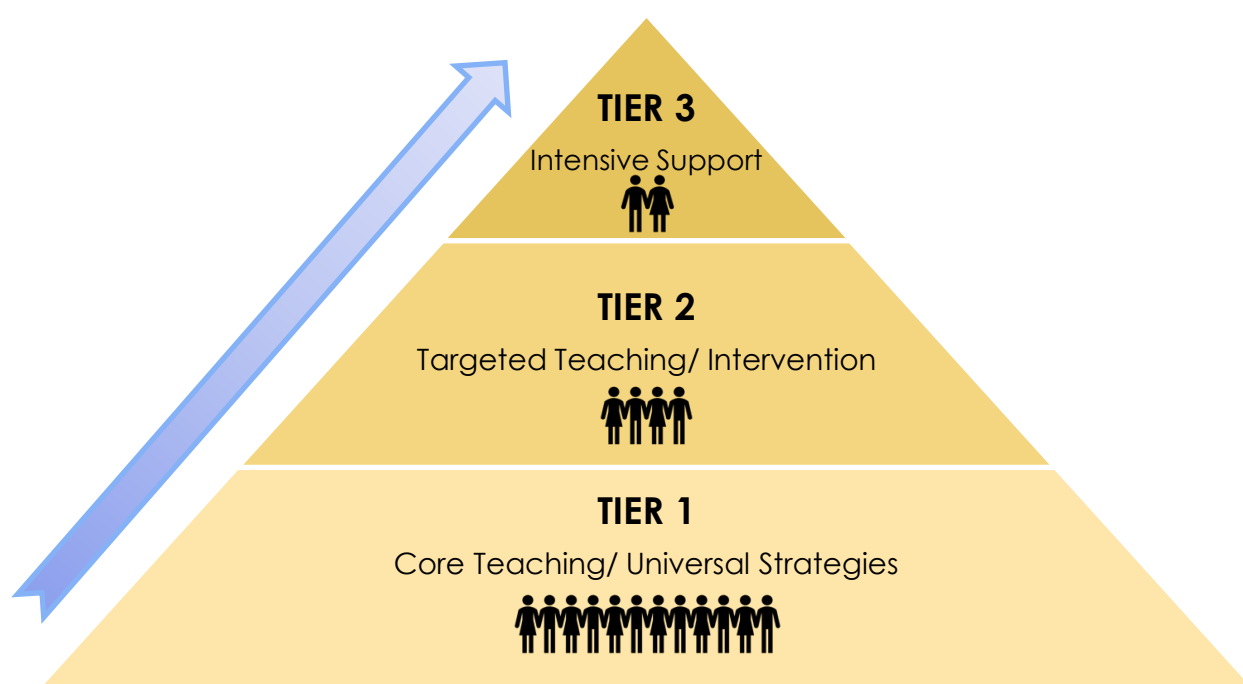 TIER 3
Intensive Support
TIER 2
Targeted Teaching/ Intervention
TIER 1
Core Teaching/ Universal Strategies